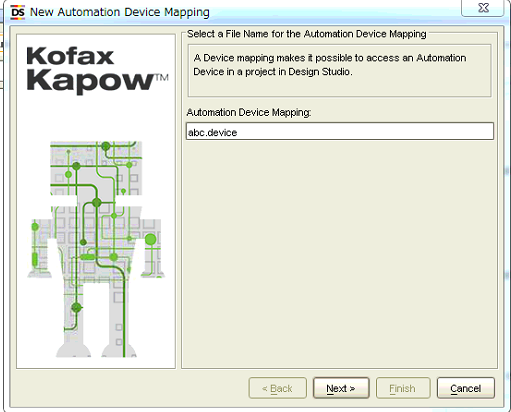 DS New Automation Device Mapping
Kofax
Kapow™
Select a File Name for the Automation Device Mapping
A Device mapping makes it possible to access an Automation
Device in a project in Design Studio.
Automation Device Mapping:
abc.device
< Back Next > Finish Cancel